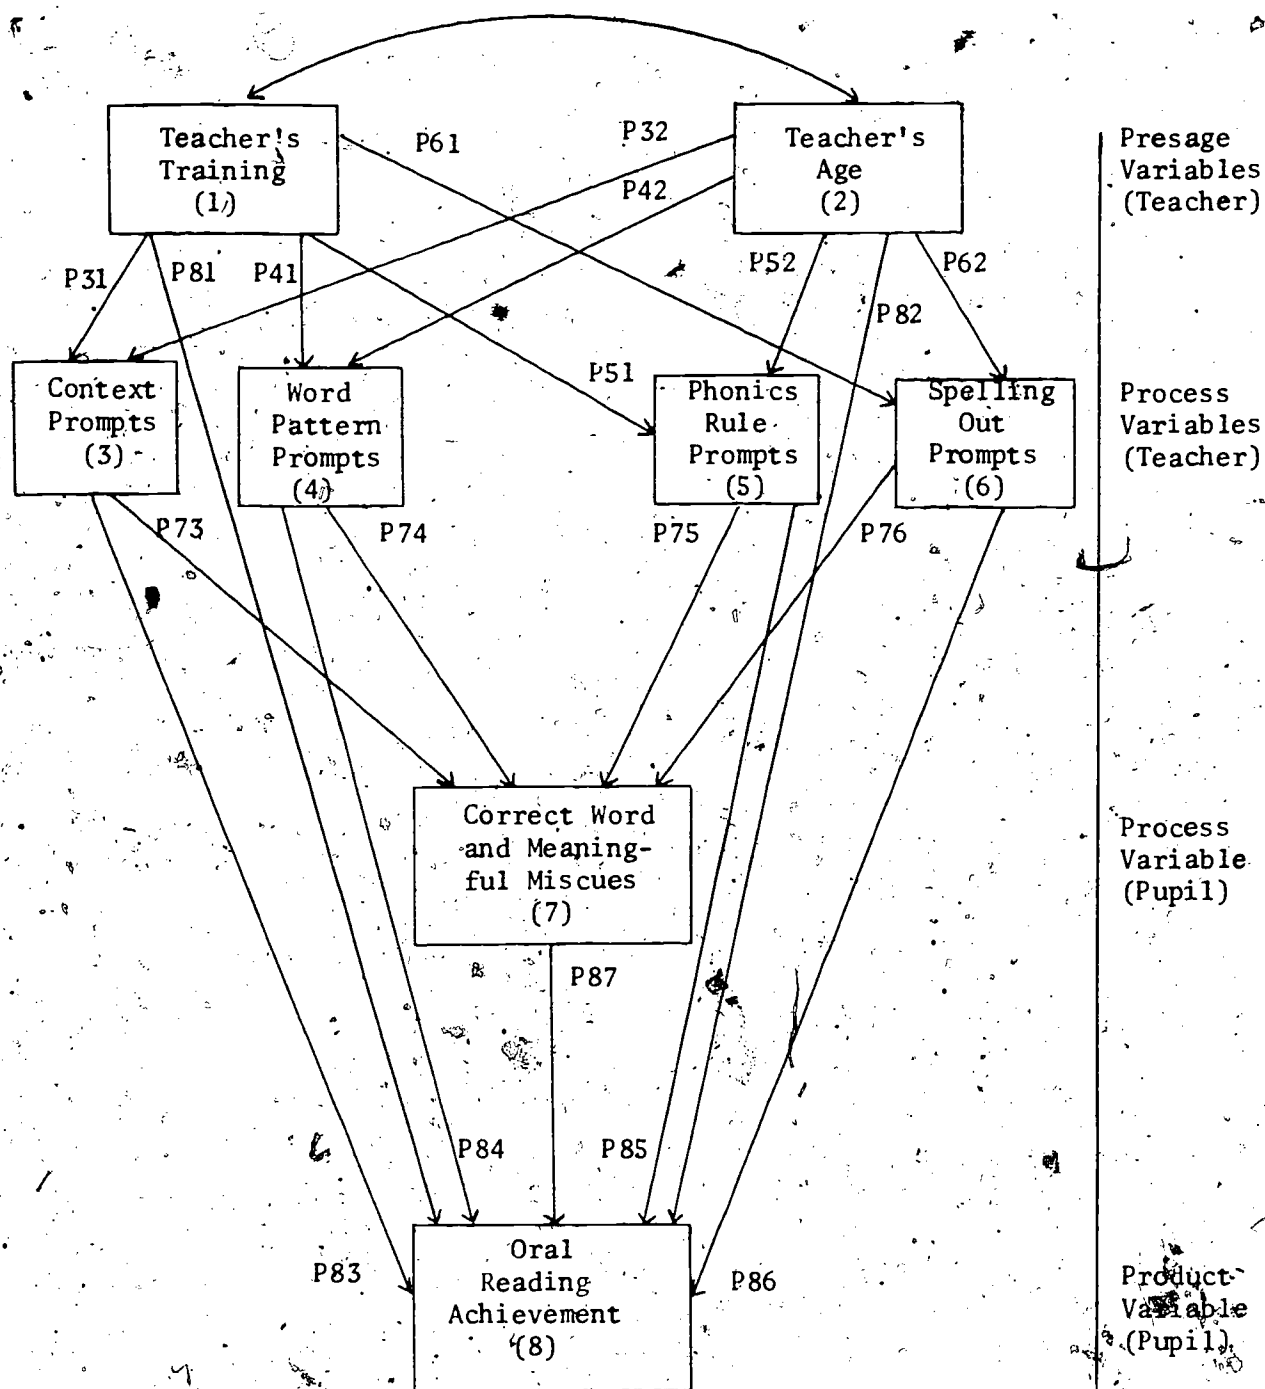 Teacher's
Training
(1)
P61
P32
P42
Teacher's
Age
(2)
Presage
Variables
(Teacher)
P31
P81
P41
P52
P62
P82
P51
Context
Prompts
(3)
Word
Pattern
Prompts
(4)
Phonics
Rule
Prompts
(5)
Spelling
Out
Prompts
(6)
Process
Variables
(Teacher)
P73
P74
P75
P76
Correct Word
and Meaning-
ful Miscues
(7)
Process
Variable
(Pupil)
P87
P84
P85
P83
P86
Oral
Reading
Achievement
(8)
Product
Variable
(Pupil)